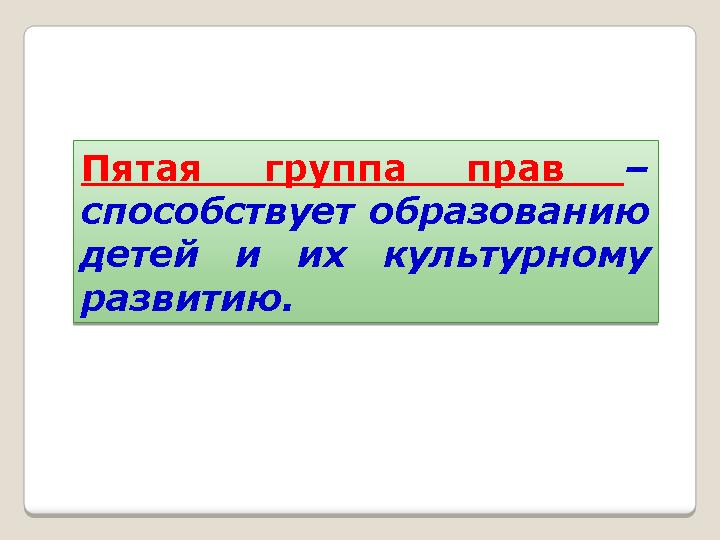 Пятая группа прав –
способствует образованию
детей и их культурному
развитию.